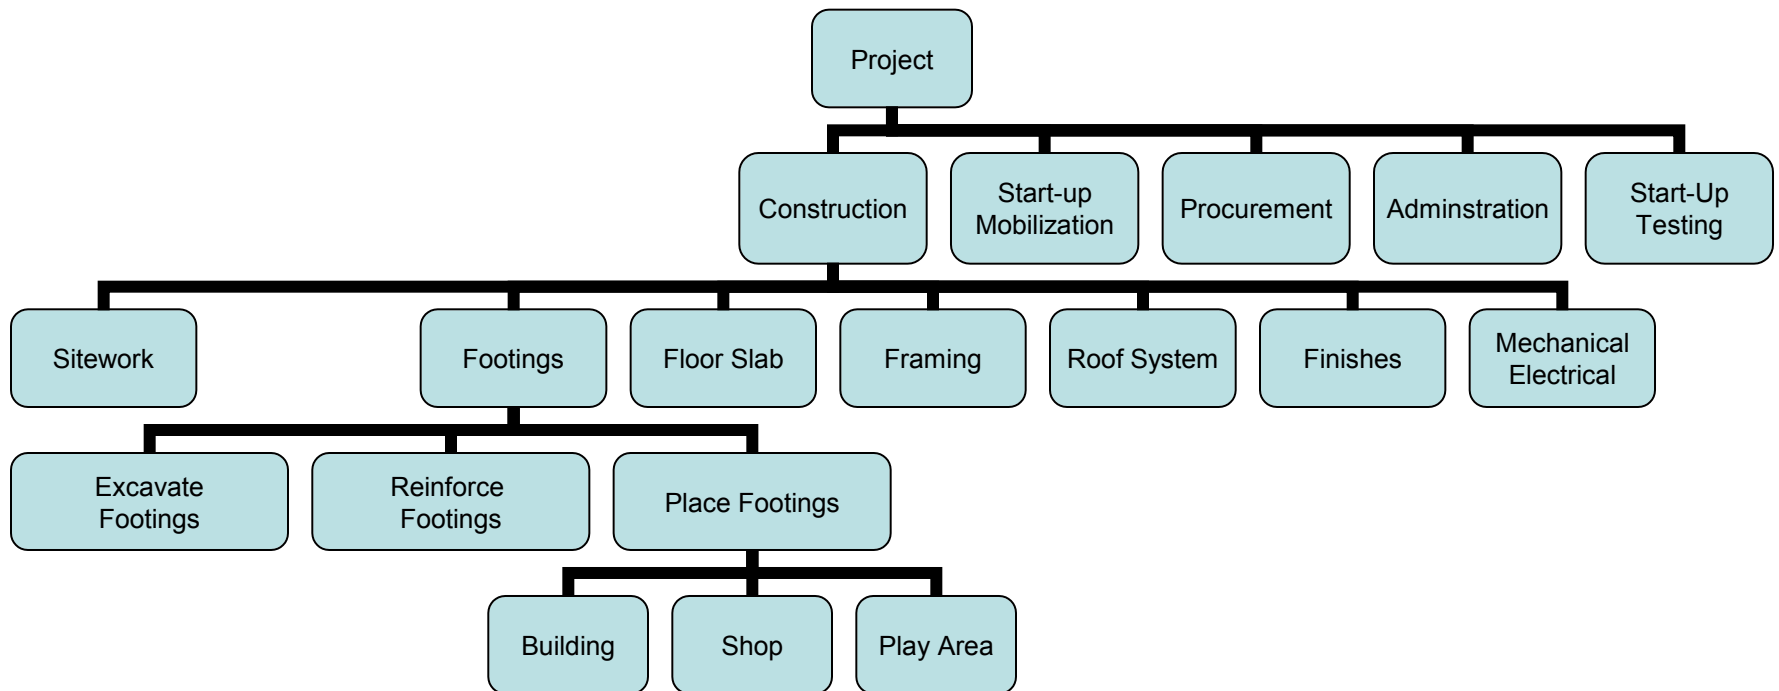 Project
Construction
Start-up
Mobilization
Procurement
Adminstration
Start-Up
Testing
Sitework
Footings
Floor Slab
Framing
Roof System
Finishes
Mechanical
Electrical
Excavate
Footings
Reinforce
Footings
Place Footings
Building
Shop
Play Area